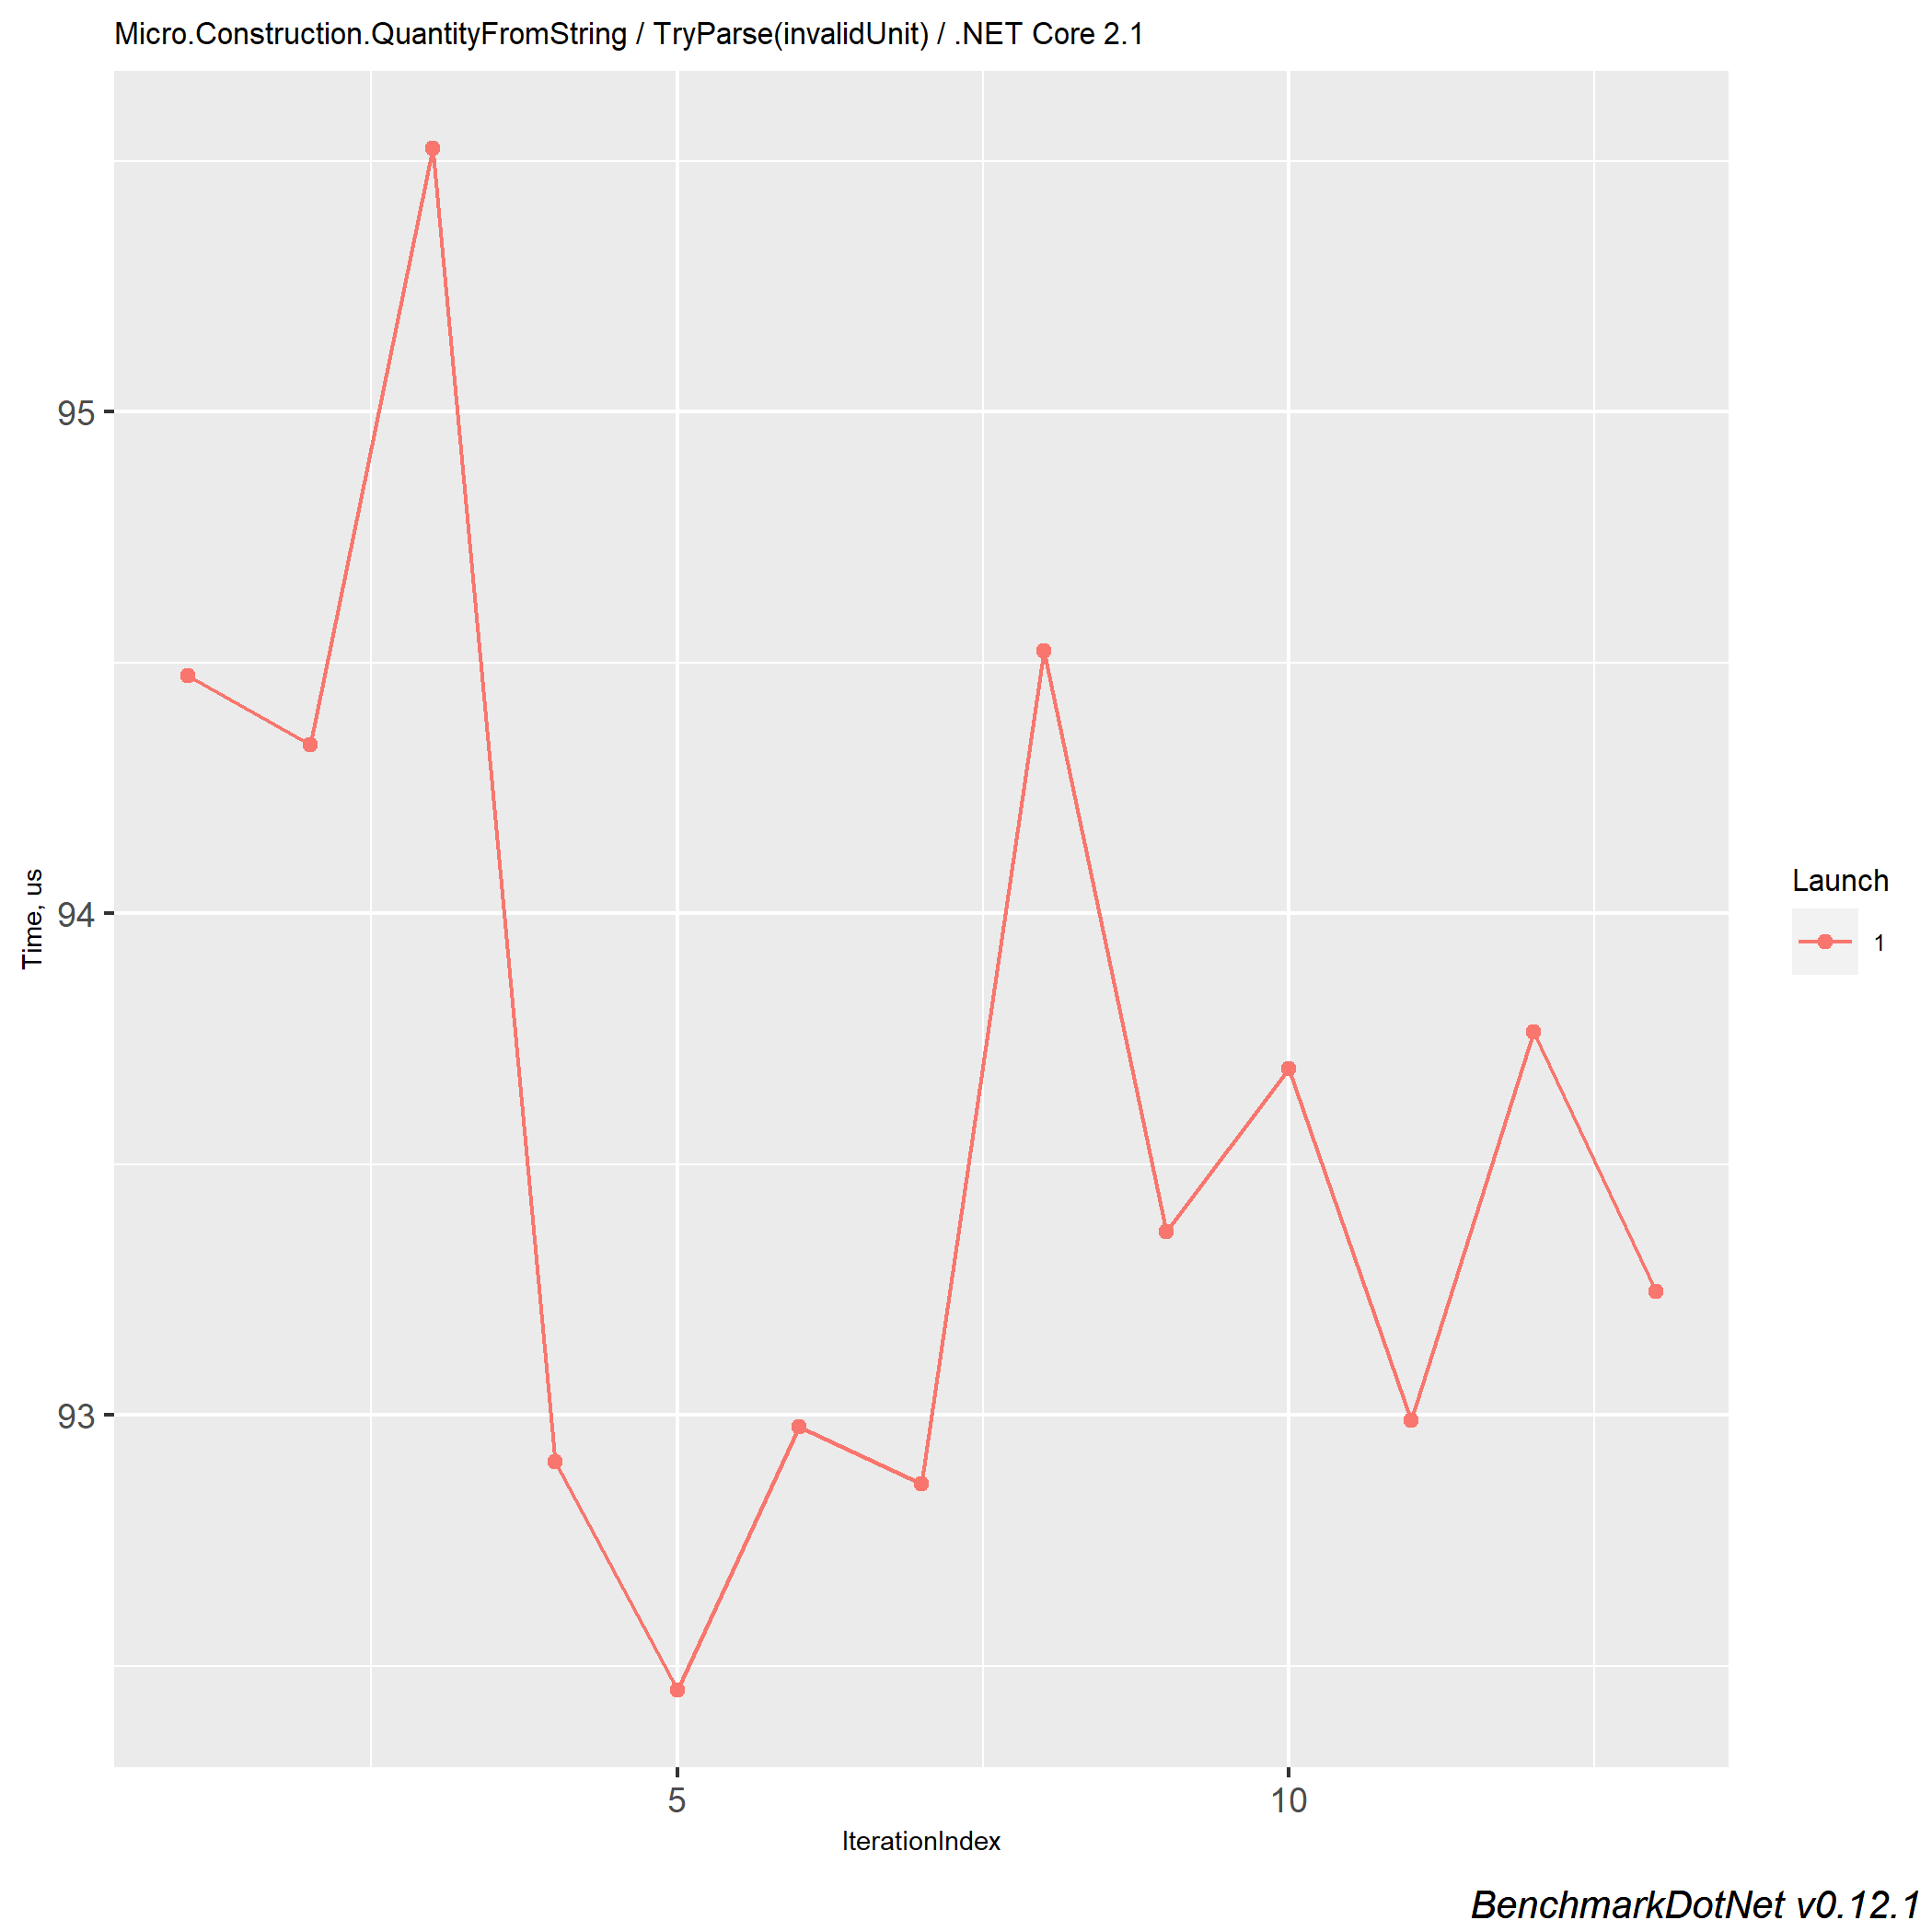 Micro.Construction.QuantityFromString / TryParse(invalidUnit) / .NET Core 2.1
95
94
93
Time, us
5
10
IterationIndex
Launch
1
BenchmarkDotNet v0.12.1